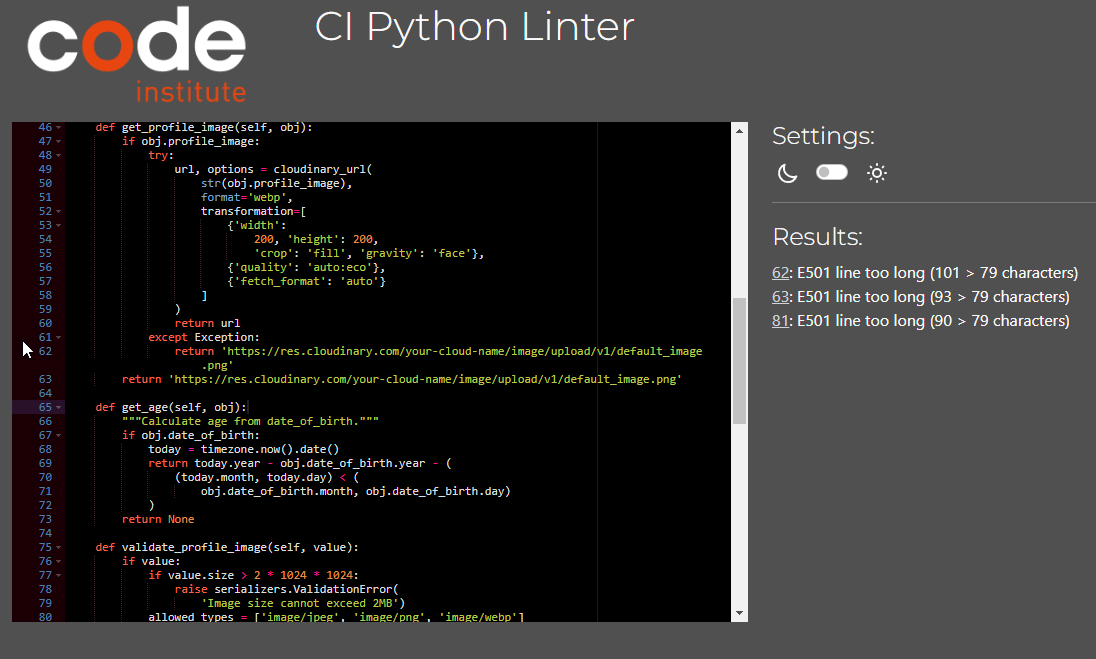 code
institute
CI Python Linter
46 def get_profile_image(self, obj):
47 if obj.profile_image:
48 try:
49 url, options = cloudinary_url(
50 str(obj.profile_image),
51 format='webp',
52 transformation=[
53 {'width':
54 200, 'height': 200,
55 'crop': 'fill', 'gravity': 'face'},
56 {'quality': 'auto:eco'},
57 {'fetch_format': 'auto'}
58 ]
59 )
60 return url
61 except Exception:
62 return 'https://res.cloudinary.com/your-cloud-name/image/upload/v1/default_image
.png'
63 return 'https://res.cloudinary.com/your-cloud-name/image/upload/v1/default_image.png'
64
65 def get_age(self, obj):
66 """Calculate age from date_of_birth."""
67 if obj.date_of_birth:
68 today = timezone.now().date()
69 return today.year - obj.date_of_birth.year - (
70 (today.month, today.day) < (
71 obj.date_of_birth.month, obj.date_of_birth.day)
72 )
73 return None
74
75 def validate_profile_image(self, value):
76 if value:
77 if value.size > 2 * 1024 * 1024:
78 raise serializers.ValidationError(
79 'Image size cannot exceed 2MB')
80 allowed_types = ['image/jpeg', 'image/png', 'image/webp']
Settings:
Results:
62: E501 line too long (101 > 79 characters)
63: E501 line too long (93 > 79 characters)
81: E501 line too long (90 > 79 characters)